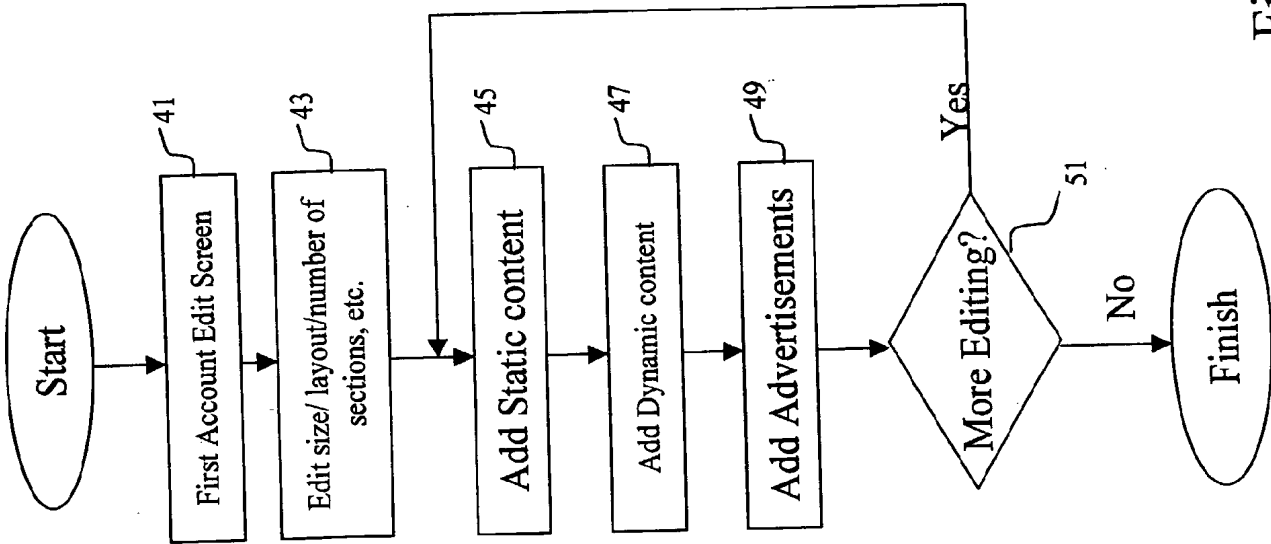 Start
First Account Edit Screen
41
Edit size/ layout/number of
sections, etc.
43
Add Static content
45
Add Dynamic content
47
Add Advertisements
49
More Editing?
51
Yes
No
Finish